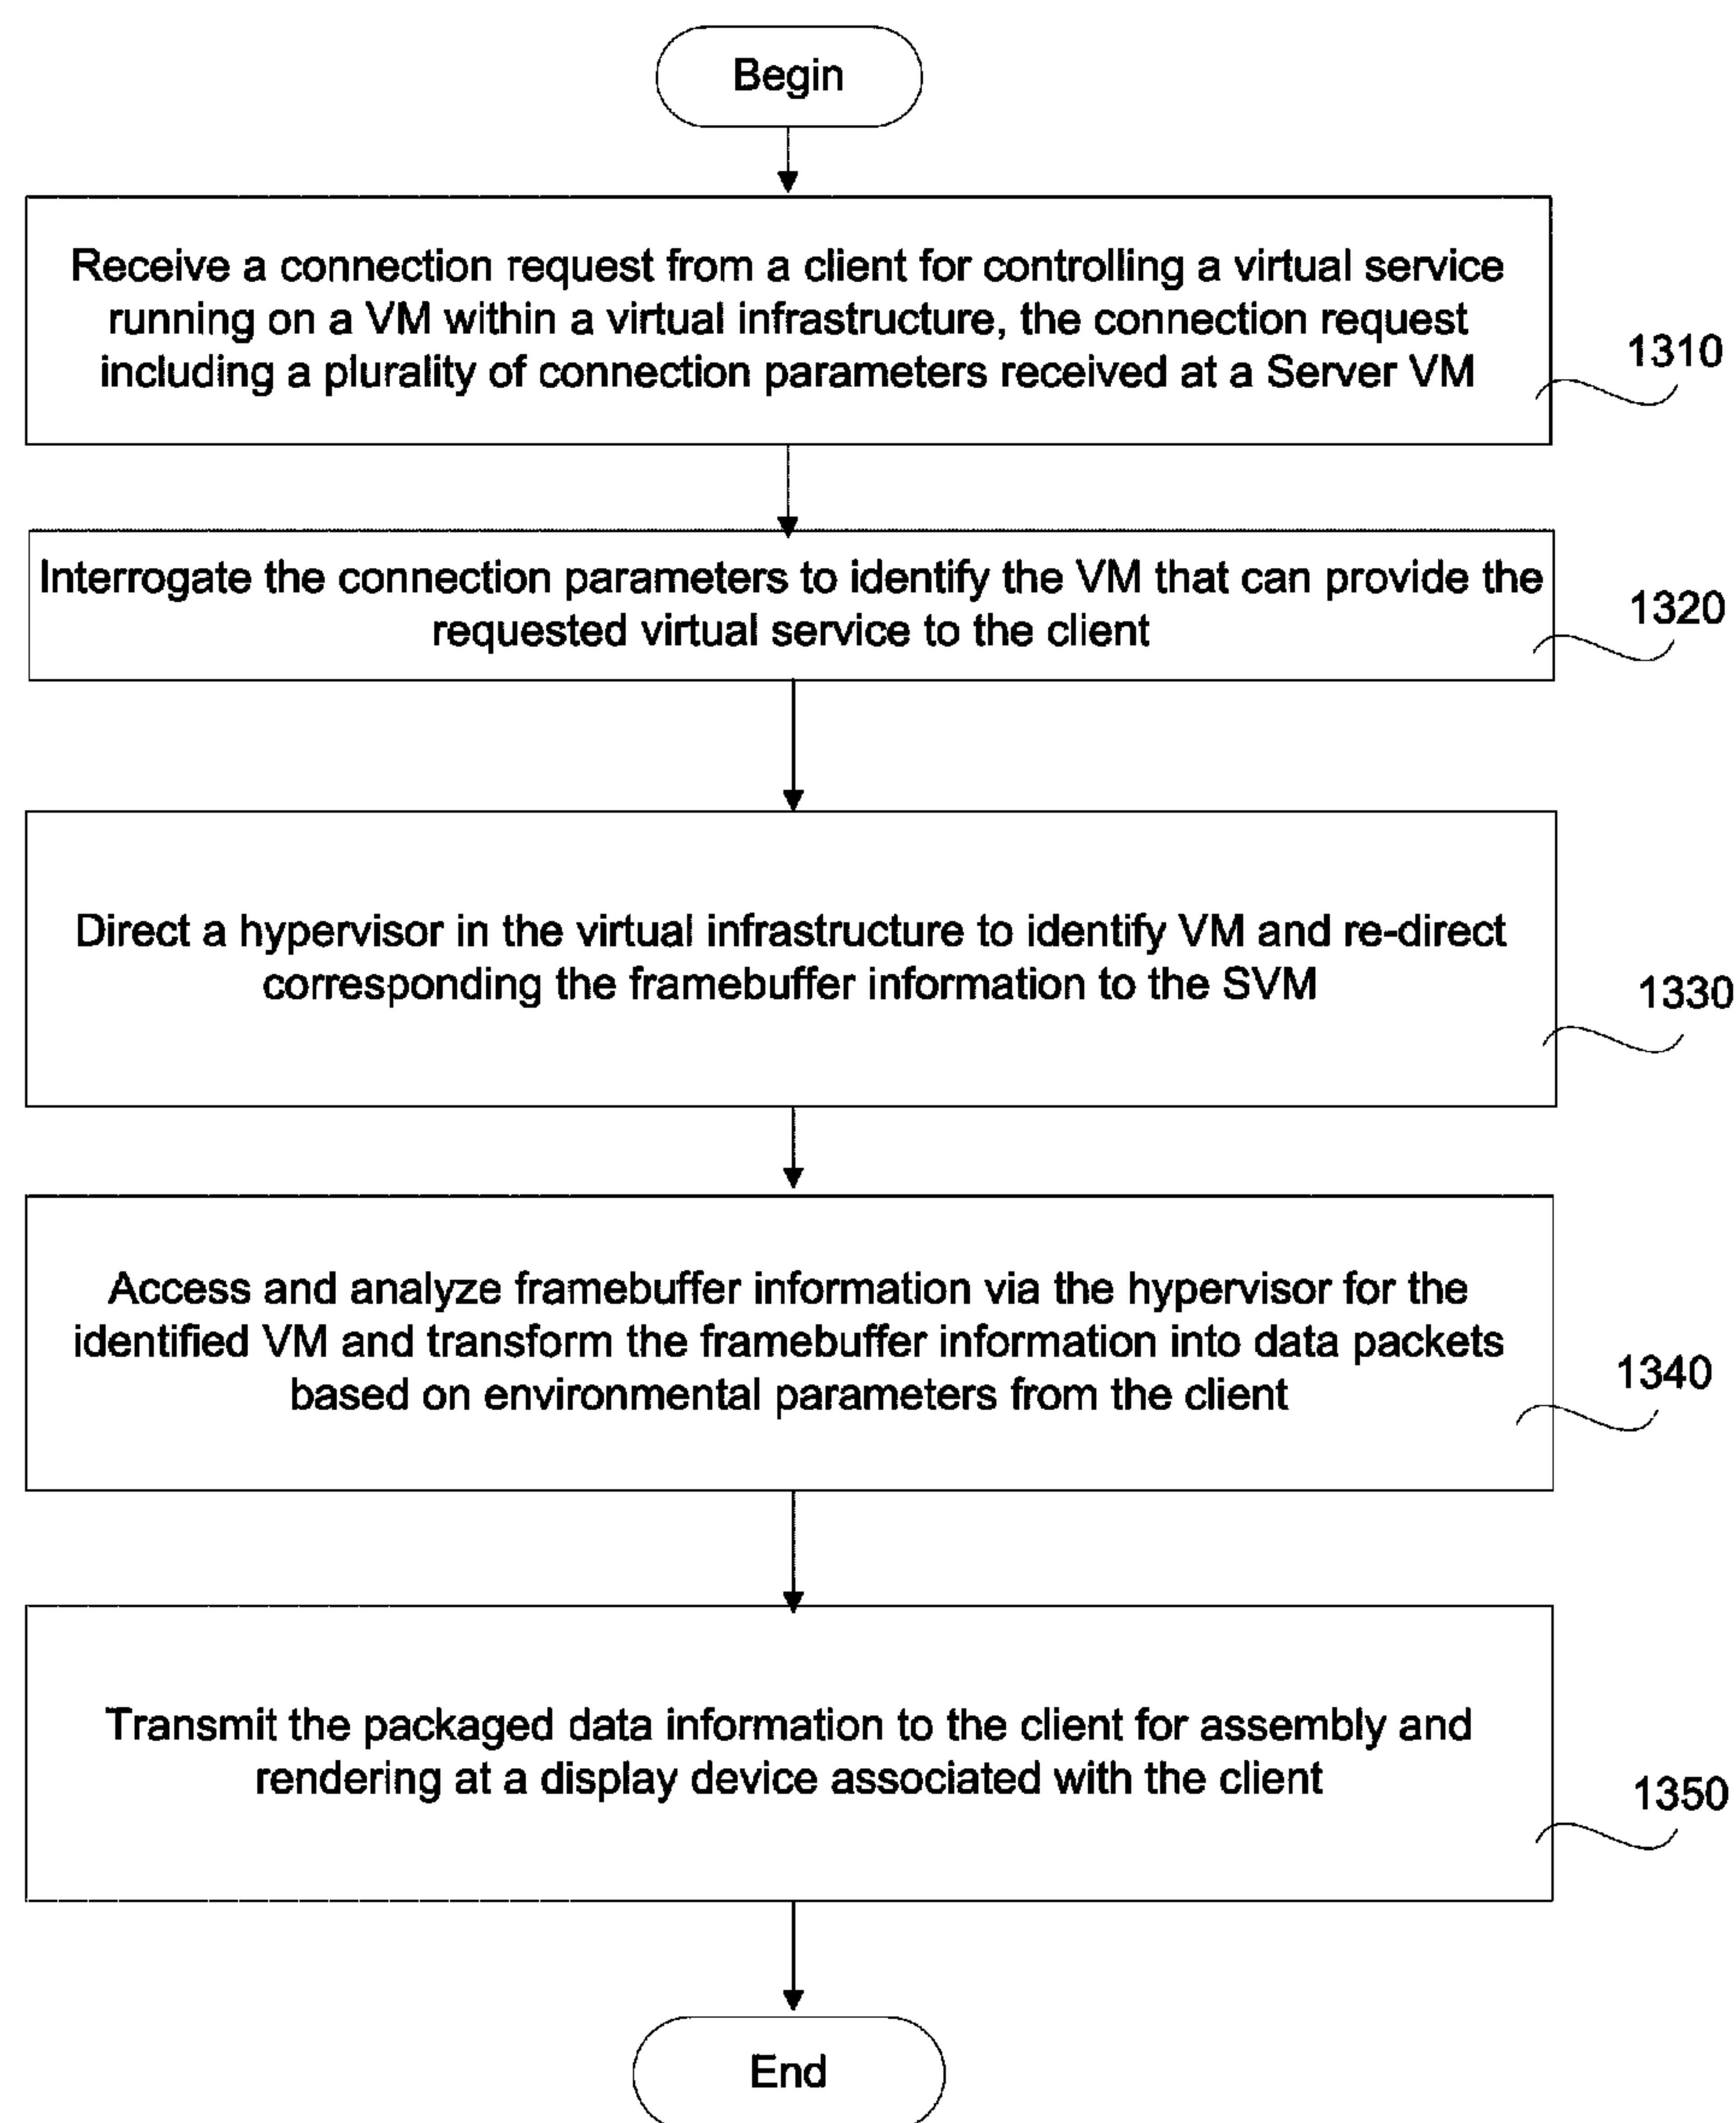 Begin
Receive a connection request from a client for controlling a virtual service
running on a VM within a virtual infrastructure, the connection request
including a plurality of connection parameters received at a Server VM
1310
Interrogate the connection parameters to identify the VM that can provide the
requested virtual service to the client
1320
Direct a hypervisor in the virtual infrastructure to identify VM and re-direct
corresponding the framebuffer information to the SVM
1330
Access and analyze framebuffer information via the hypervisor for the
identified VM and transform the framebuffer information into data packets
based on environmental parameters from the client
1340
Transmit the packaged data information to the client for assembly and
rendering at a display device associated with the client
1350
End